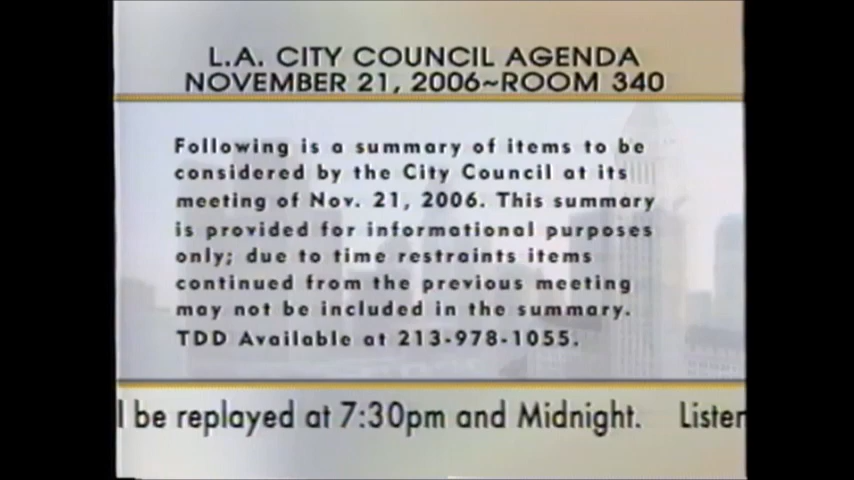 L.A. CITY COUNCIL AGENDA
NOVEMBER 21, 2006~ROOM 340
Following is a summary of items to be
considered by the City Council at its
meeting of Nov. 21, 2006. This summary
is provided for informational purposes
only; due to time restraints items
continued from the previous meeting
may not be included in the summary.
TDD Available at 213-978-1055.
l be replayed at 7:30pm and Midnight. Listen